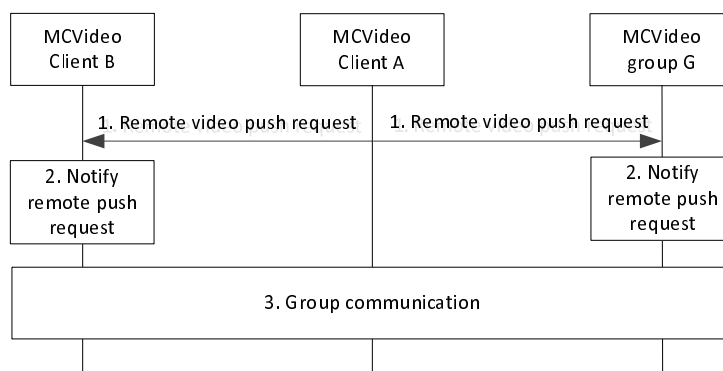 MCVideo
Client B
MCVideo
Client A
MCVideo
group G
1. Remote video push request
1. Remote video push request
2. Notify
remote push
request
2. Notify
remote push
request
3. Group communication